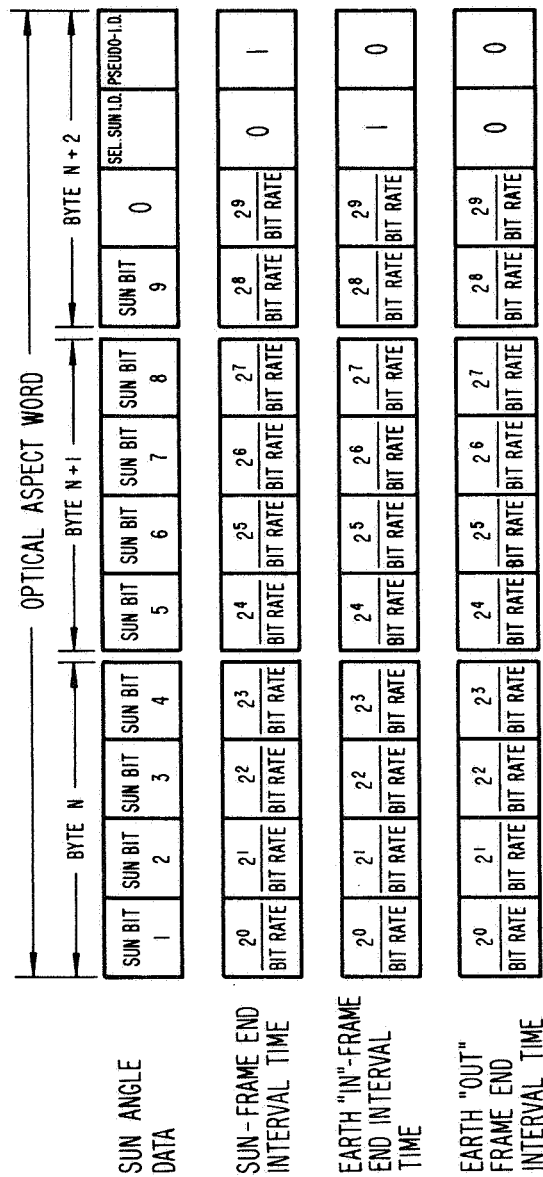 OPTICAL ASPECT WORD
BYTE N BYTE N+1 BYTE N + 2
SUN ANGLE
DATA
SUN BIT 1 SUN BIT 2 SUN BIT 3 SUN BIT 4 SUN BIT 5 SUN BIT 6 SUN BIT 7 SUN BIT 8 SUN BIT 9 0 SEL. SUN I.D. PSEUDO-I.D.
SUN-FRAME END
INTERVAL TIME
2⁰ 2¹ 2² 2³ 2⁴ 2⁵ 2⁶ 2⁷ 2⁸ 2⁹ 0 1
BIT RATE BIT RATE BIT RATE BIT RATE BIT RATE BIT RATE BIT RATE BIT RATE BIT RATE BIT RATE
EARTH "IN"-FRAME
END INTERVAL
TIME
2⁰ 2¹ 2² 2³ 2⁴ 2⁵ 2⁶ 2⁷ 2⁸ 2⁹ 1 0
BIT RATE BIT RATE BIT RATE BIT RATE BIT RATE BIT RATE BIT RATE BIT RATE BIT RATE BIT RATE
EARTH "OUT"
FRAME END
INTERVAL TIME
2⁰ 2¹ 2² 2³ 2⁴ 2⁵ 2⁶ 2⁷ 2⁸ 2⁹ 0 0
BIT RATE BIT RATE BIT RATE BIT RATE BIT RATE BIT RATE BIT RATE BIT RATE BIT RATE BIT RATE